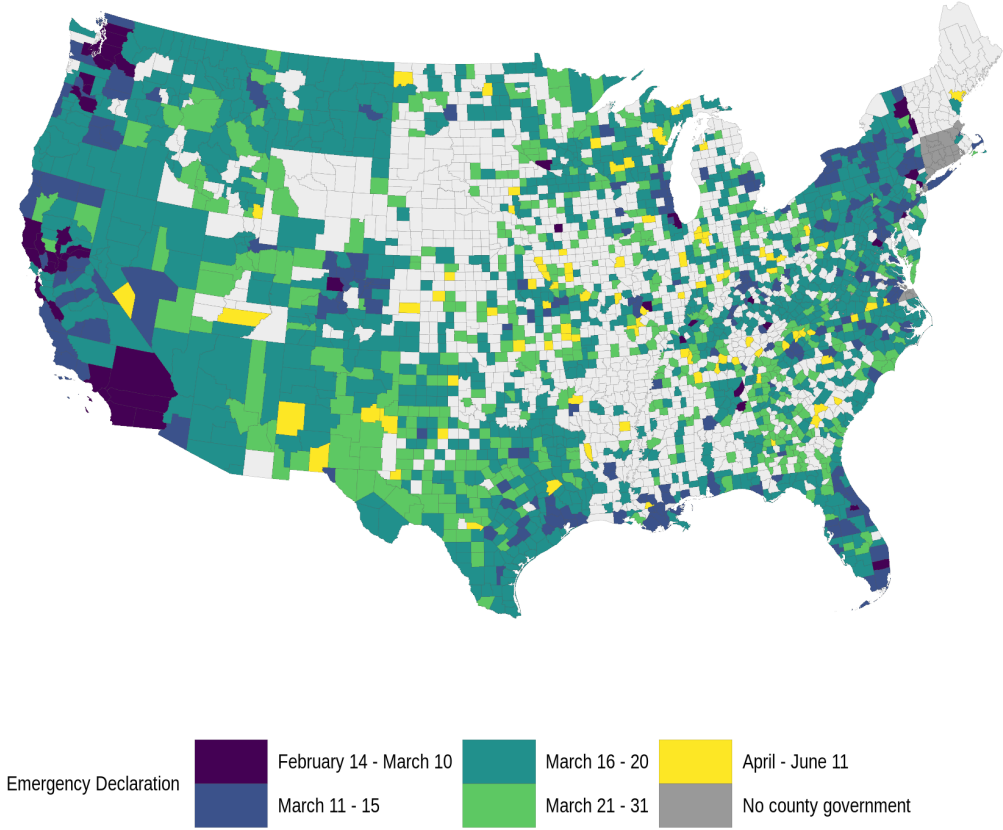 Emergency Declaration
February 14 - March 10
March 11 - 15
March 16 - 20
March 21 - 31
April - June 11
No county government